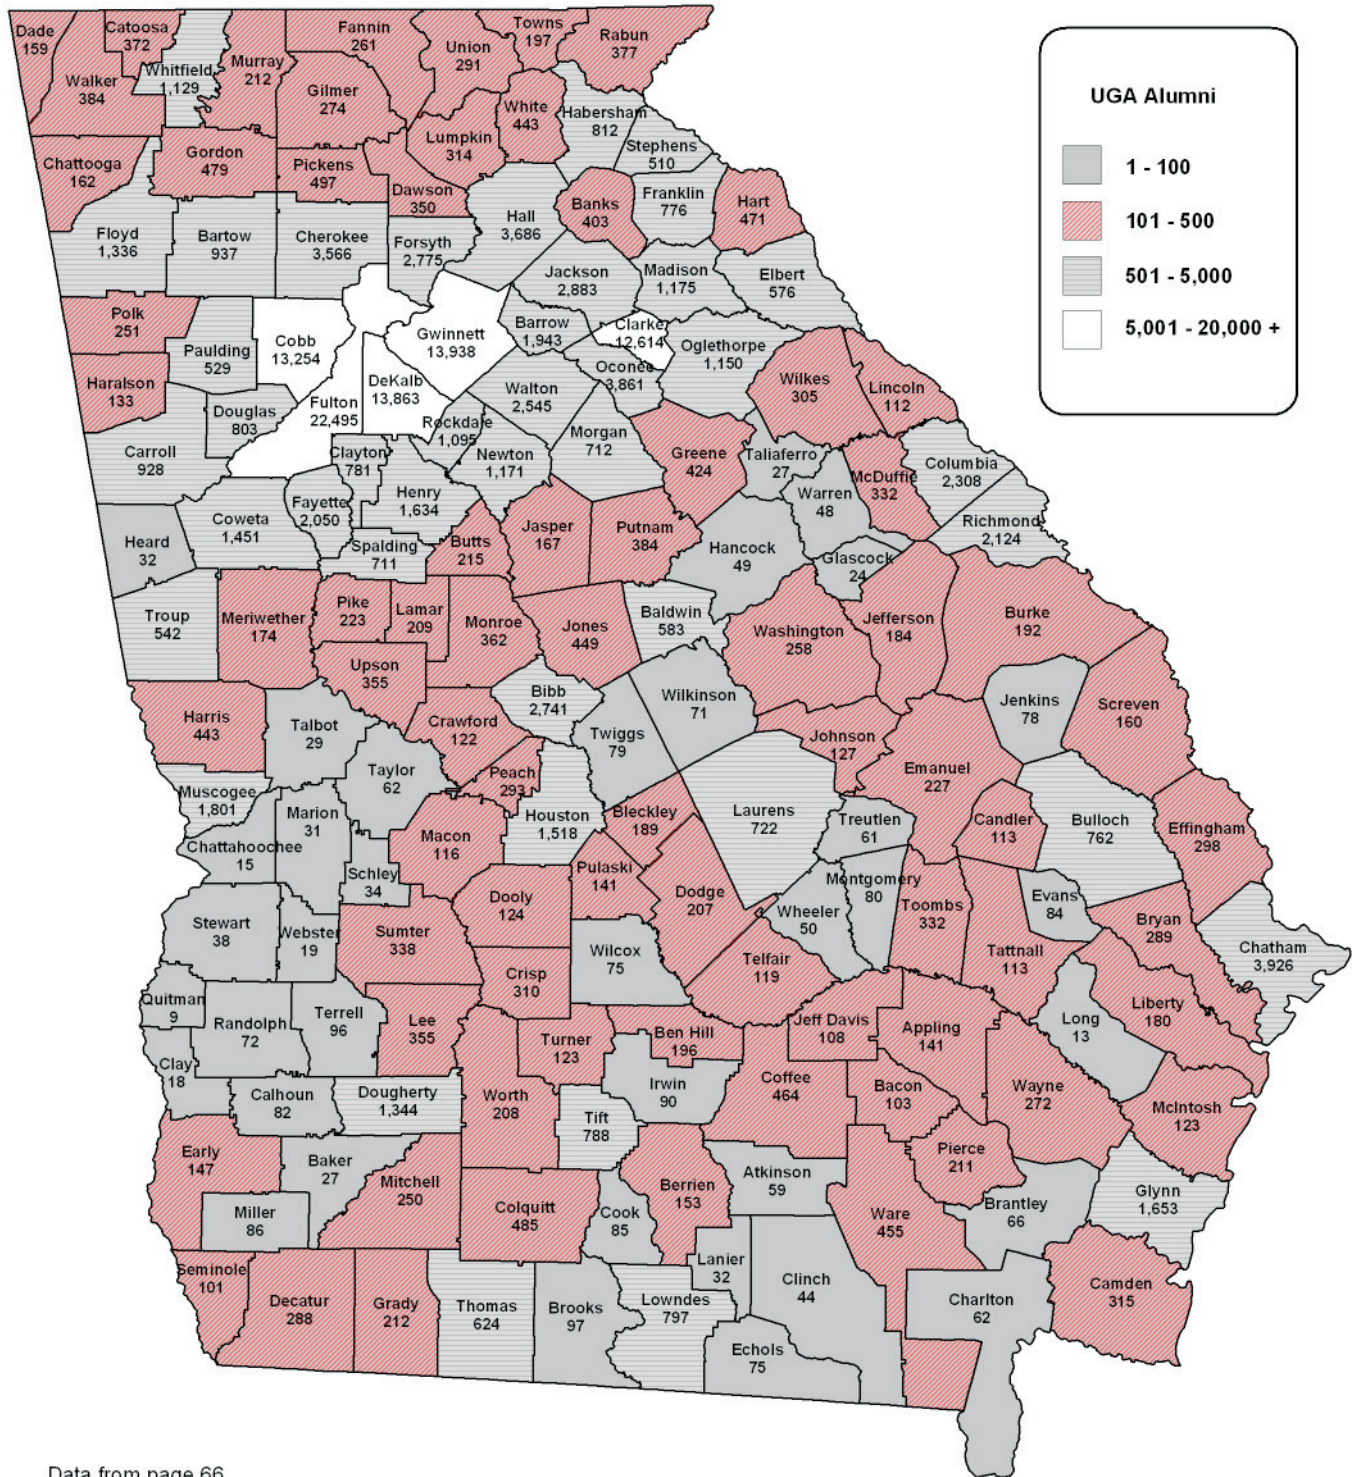 Dade
159
Catoosa
372
Walker
384
Whitfield
1,129
Murray
212
Fannin
261
Gilmer
274
Union
291
Towns
197
Rabun
377
White
443
Lumpkin
314
Habersham
812
Stephens
510
Chattooga
162
Gordon
479
Pickens
497
Dawson
350
Hall
3,686
Banks
403
Franklin
776
Hart
471
Floyd
1,336
Bartow
937
Cherokee
3,566
Forsyth
2,775
Jackson
2,883
Madison
1,175
Elbert
576
Polk
251
Paulding
529
Cobb
13,254
Gwinnett
13,938
Barrow
1,943
Clarke
12,614
Oconee
3,861
Oglethorpe
1,150
Haralson
133
Douglas
803
Fulton
22,495
DeKalb
13,863
Rockdale
1,095
Walton
2,545
Morgan
712
Wilkes
305
Lincoln
112
Carroll
928
Clayton
781
Newton
1,171
Greene
424
Taliaferro
27
McDuffie
332
Columbia
2,308
Heard
32
Coweta
1,451
Fayette
2,050
Henry
1,634
Spalding
711
Butts
215
Jasper
167
Putnam
384
Hancock
49
Warren
48
Glascock
24
Richmond
2,124
Troup
542
Meriwether
174
Pike
223
Lamar
209
Monroe
362
Jones
449
Baldwin
583
Washington
258
Jefferson
184
Burke
192
Upson
355
Harris
443
Talbot
29
Crawford
122
Bibb
2,741
Twiggs
79
Wilkinson
71
Johnson
127
Jenkins
78
Screven
160
Taylor
62
Peach
293
Houston
1,518
Bleckley
189
Laurens
722
Emanuel
227
Muscogee
1,801
Chattahoochee
15
Marion
31
Schley
34
Macon
116
Pulaski
141
Treutlen
61
Candler
113
Bulloch
762
Effingham
298
Stewart
38
Webster
19
Sumter
338
Dooly
124
Dodge
207
Wheeler
50
Montgomery
80
Toombs
332
Evans
84
Tattnall
113
Bryan
289
Chatham
3,926
Quitman
9
Randolph
72
Terrell
96
Lee
355
Crisp
310
Wilcox
75
Telfair
119
Turner
123
Ben Hill
196
Jeff Davis
108
Appling
141
Long
13
Liberty
180
Clay
18
Calhoun
82
Dougherty
1,344
Worth
208
Tift
788
Irwin
90
Coffee
464
Bacon
103
Wayne
272
McIntosh
123
Early
147
Baker
27
Mitchell
250
Miller
86
Colquitt
485
Cook
85
Berrien
153
Atkinson
59
Pierce
211
Ware
455
Brantley
66
Glynn
1,653
Seminole
101
Decatur
288
Grady
212
Thomas
624
Brooks
97
Lowndes
797
Lanier
32
Clinch
44
Echols
75
Charlton
62
Camden
315
UGA Alumni
1 - 100
101 - 500
501 - 5,000
5,001 - 20,000 +
Data from page 66